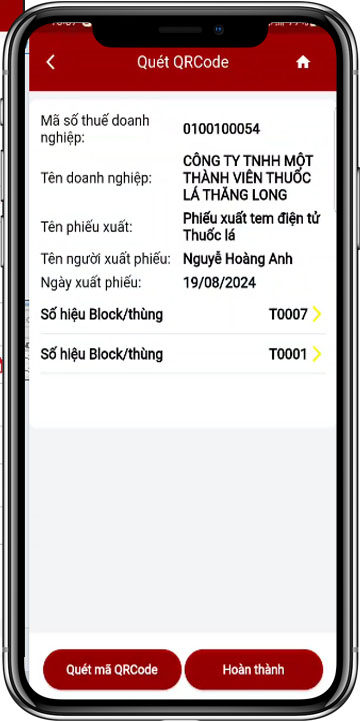 Quét QRCode
Mã số thuế doanh
nghiệp:
0100100054
Tên doanh nghiệp:
CÔNG TY TNHH MỘT
THÀNH VIÊN THUỐC
LÁ THĂNG LONG
Tên phiếu xuất:
Phiếu xuất tem điện tử
Thuốc lá
Tên người xuất phiếu: Nguyễ Hoàng Anh
Ngày xuất phiếu: 19/08/2024
Số hiệu Block/thùng T0007
Số hiệu Block/thùng T0001
Quét mã QRCode Hoàn thành